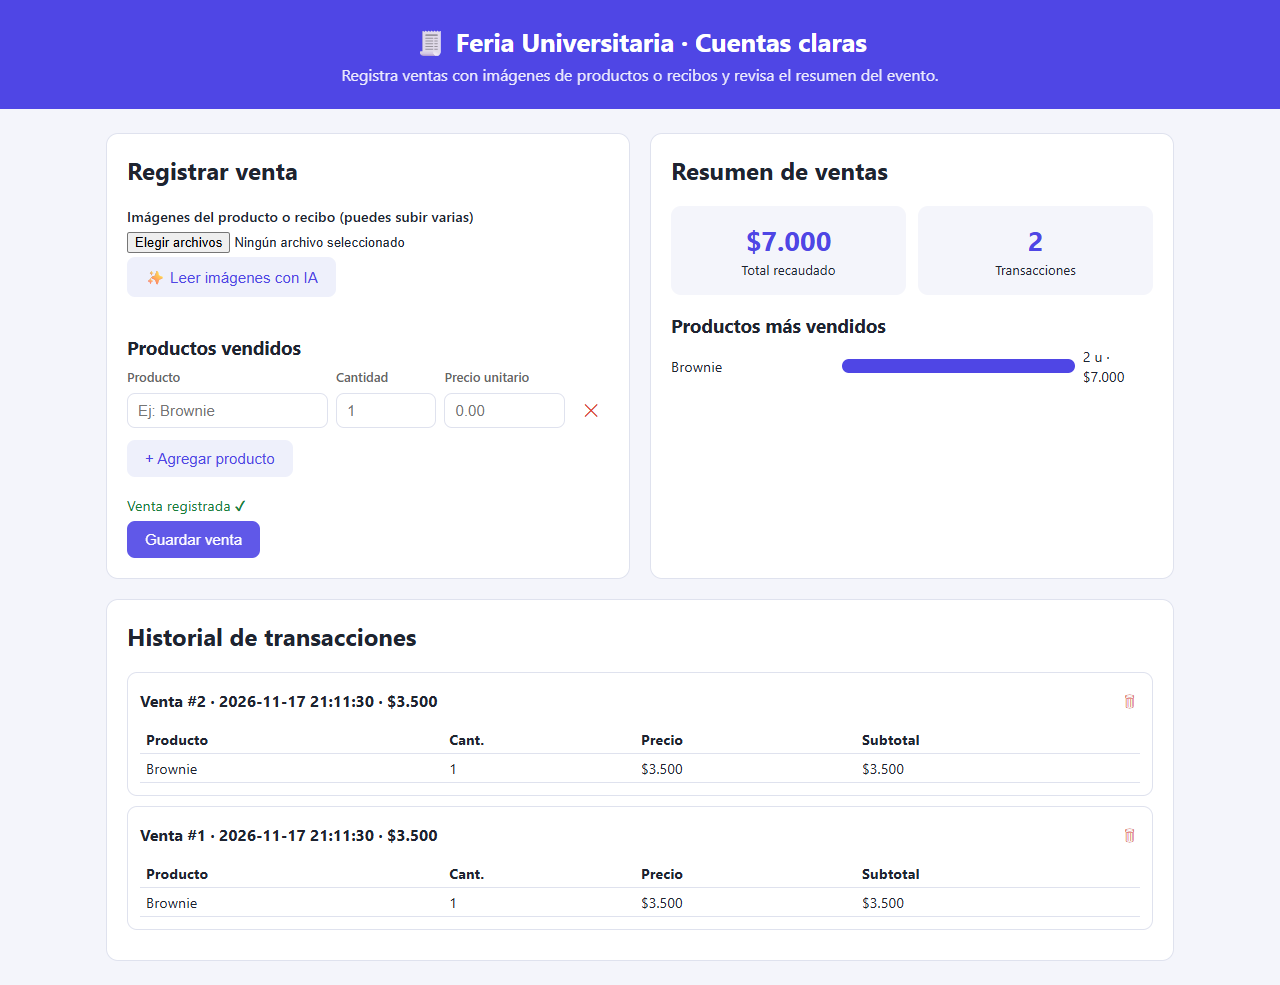 Feria Universitaria · Cuentas claras
Registra ventas con imágenes de productos o recibos y revisa el resumen del evento.
Registrar venta
Imágenes del producto o recibo (puedes subir varias)
Elegir archivos Ningún archivo seleccionado
✨ Leer imágenes con IA
Productos vendidos
Producto Cantidad Precio unitario
Ej: Brownie 1 0.00 ✕
+ Agregar producto
Venta registrada ✓
Guardar venta
Resumen de ventas
$7.000
Total recaudado
2
Transacciones
Productos más vendidos
Brownie 2 u ·
$7.000
Historial de transacciones
Venta #2 · 2026-11-17 21:11:30 · $3.500
Producto Cant. Precio Subtotal
Brownie 1 $3.500 $3.500
Venta #1 · 2026-11-17 21:11:30 · $3.500
Producto Cant. Precio Subtotal
Brownie 1 $3.500 $3.500